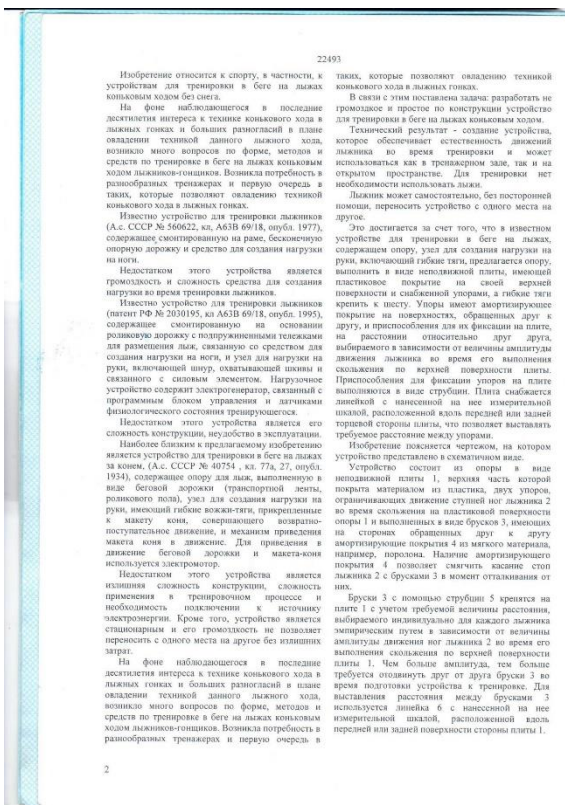 22493
Изобретение относится к спорту, в частности, к
устройствам для тренировки в беге на лыжах
коньковым ходом без снега.
На фоне наблюдающегося в последние
десятилетия интереса к технике конькового хода в
лыжных гонках и больших разногласий в плане
овладении техникой данного лыжного хода,
возникло много вопросов по форме, методов и
средств по тренировке в беге на лыжах коньковым
ходом лыжников-гонщиков. Возникла потребность в
разнообразных тренажерах и первую очередь в
таких, которые позволяют овладению техникой
конькового хода в лыжных гонках.
Известно устройство для тренировки лыжников
(А.с. СССР № 560622, кл, А63В 69/18, опубл. 1977),
содержащее смонтированную на раме, бесконечную
опорную дорожку и средство для создания нагрузки
на ноги.
Недостатком этого устройства является
громоздкость и сложность средства для создания
нагрузки во время тренировки лыжников.
Известно устройство для тренировки лыжников
(патент РФ № 2030195, кл А63В 69/18, опубл. 1995),
содержащее смонтированную на основании
роликовую дорожку с подпружиненными тележками
для размещения лыж, связанную со средством для
создания нагрузки на ноги, и узел для нагрузки на
руки, включающей шнур, охватывающей шкивы и
связанного с силовым элементом. Нагрузочное
устройство содержит электрогенератор, связанный с
программным блоком управления и датчиками
физиологического состояния тренирующегося.
Недостатком этого устройства является его
сложность конструкции, неудобство в эксплуатации.
Наиболее близким к предлагаемому изобретению
является устройство для тренировки в беге на лыжах
за конем, (А.с. СССР № 40754 , кл. 77а, 27, опубл.
1934), содержащее опору для лыж, выполненную в
виде беговой дорожки (транспортной ленты,
роликового пола), узел для создания нагрузки на
руки, имеющий гибкие вожжи-тяги, прикрепленные
к макету коня, совершающего возвратно-
поступательное движение, и механизм приведения
макета коня в движение. Для приведения в
движение беговой дорожки и макета-коня
используется электромотор.
Недостатком этого устройства является
излишняя сложность конструкции, сложность
применения в тренировочном процессе и
необходимость подключения к источнику
электроэнергии. Кроме того, устройство является
стационарным и его громоздкость не позволяет
переносить с одного места на другое без излишних
затрат.
На фоне наблюдающегося в последние
десятилетия интереса к технике конькового хода в
лыжных гонках и больших разногласий в плане
овладении техникой данного лыжного хода,
возникло много вопросов по форме, методов и
средств по тренировке в беге на лыжах коньковым
ходом лыжников-гонщиков. Возникла потребность в
разнообразных тренажерах и первую очередь в
таких, которые позволяют овладению техникой
конькового хода в лыжных гонках.
В связи с этим поставлена задача: разработать не
громоздкое и простое по конструкции устройство
для тренировки в беге на лыжах коньковым ходом.
Технический результат - создание устройства,
которое обеспечивает естественность движений
лыжника во время тренировки и может
использоваться как в тренажерном зале, так и на
открытом пространстве. Для тренировки нет
необходимости использовать лыжи.
Лыжник может самостоятельно, без посторонней
помощи, переносить устройство с одного места на
другое.
Это достигается за счет того, что в известном
устройстве для тренировки в беге на лыжах,
содержащем опору, узел для создания нагрузки на
руки, включающий гибкие тяги, предлагается опору,
выполнить в виде неподвижной плиты, имеющей
пластиковое покрытие на своей верхней
поверхности и снабженной упорами, а гибкие тяги
крепить к шесту. Упоры имеют амортизирующее
покрытие на поверхностях, обращенных друг к
другу, и приспособления для их фиксации на плите,
на расстоянии относительно друг друга,
выбираемого в зависимости от величины амплитуды
движения лыжника во время его выполнения
скольжения по верхней поверхности плиты.
Приспособления для фиксации упоров на плите
выполняются в виде струбцин. Плита снабжается
линейкой с нанесенной на нее измерительной
шкалой, расположенной вдоль передней или задней
торцевой стороны плиты, что позволяет выставлять
требуемое расстояние между упорами.
Изобретение поясняется чертежом, на котором
устройство представлено в схематичном виде.
Устройство состоит из опоры в виде
неподвижной плиты 1, верхняя часть которой
покрыта материалом из пластика, двух упоров,
ограничивающих движение ступней ног лыжника 2
во время скольжения на пластиковой поверхности
опоры 1 и выполненных в виде брусков 3, имеющих
на сторонах обращенных друг к другу
амортизирующие покрытия 4 из мягкого материала,
например, поролона. Наличие амортизирующего
покрытия 4 позволяет смягчить касание стоп
лыжника 2 с брусками 3 в момент отталкивания от
них.
Бруски 3 с помощью струбцин 5 крепятся на
плите 1 с учетом требуемой величины расстояния,
выбираемого индивидуально для каждого лыжника
эмпирическим путем в зависимости от величины
амплитуды движения ног лыжника 2 во время его
выполнения скольжения по верхней поверхности
плиты 1. Чем больше амплитуда, тем больше
требуется отодвинуть друг от друга бруски 3 во
время подготовки устройства к тренировке. Для
выставления расстояния между брусками 3
используется линейка 6 с нанесенной на нее
измерительной шкалой, расположенной вдоль
передней или задней поверхности стороны плиты 1.
2